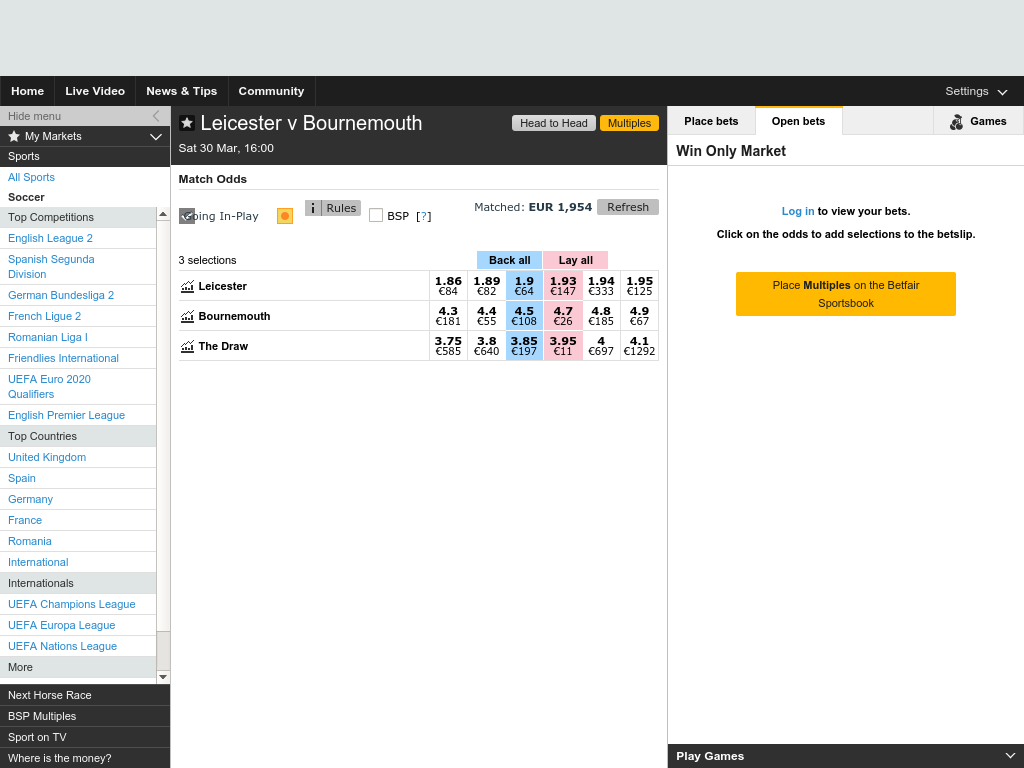 Home
Live Video
News & Tips
Community
Settings
Hide menu
My Markets
Sports
All Sports
Soccer
Top Competitions
English League 2
Spanish Segunda
Division
German Bundesliga 2
French Ligue 2
Romanian Liga I
Friendlies International
UEFA Euro 2020
Qualifiers
English Premier League
Top Countries
United Kingdom
Spain
Germany
France
Romania
International
Internationals
UEFA Champions League
UEFA Europa League
UEFA Nations League
More
Next Horse Race
BSP Multiples
Sport on TV
Where is the money?
Leicester v Bournemouth
Head to Head
Multiples
Sat 30 Mar, 16:00
Match Odds
Going In-Play
i Rules
BSP [?]
Matched: EUR 1,954
Refresh
3 selections
Back all
Lay all
Leicester
1.86 1.89 1.9 1.93 1.94 1.95
€84 €82 €64 €147 €333 €125
Bournemouth
4.3 4.4 4.5 4.7 4.8 4.9
€181 €55 €108 €26 €185 €67
The Draw
3.75 3.8 3.85 3.95 4 4.1
€585 €640 €197 €11 €697 €1292
Place bets
Open bets
Games
Win Only Market
Log in to view your bets.
Click on the odds to add selections to the betslip.
Place Multiples on the Betfair
Sportsbook
Play Games